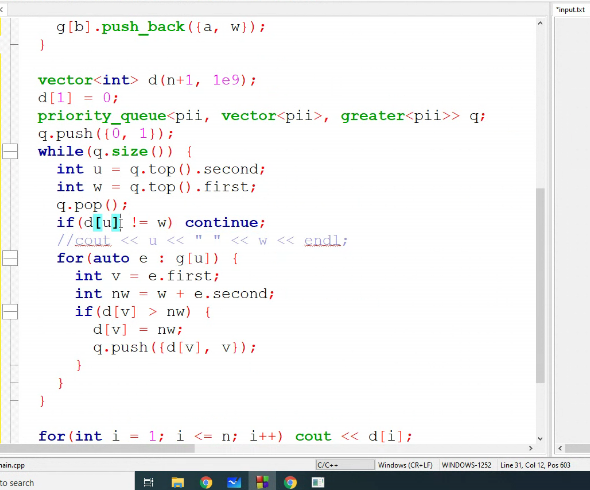 *input.txt
g[b].push_back({a, w});
}
vector<int> d(n+1, 1e9);
d[1] = 0;
priority_queue<pii, vector<pii>, greater<pii>> q;
q.push({0, 1});
while(q.size()) {
int u = q.top().second;
int w = q.top().first;
q.pop();
if(d[u] != w) continue;
//cout << u << " " << w << endl;
for(auto e : g[u]) {
int v = e.first;
int nw = w + e.second;
if(d[v] > nw) {
d[v] = nw;
q.push({d[v], v});
}
}
}
for(int i = 1; i <= n; i++) cout << d[i];
main.cpp
C/C++
Windows (CR+LF)
WINDOWS-1252
Line 31, Col 12, Pos 603
to search